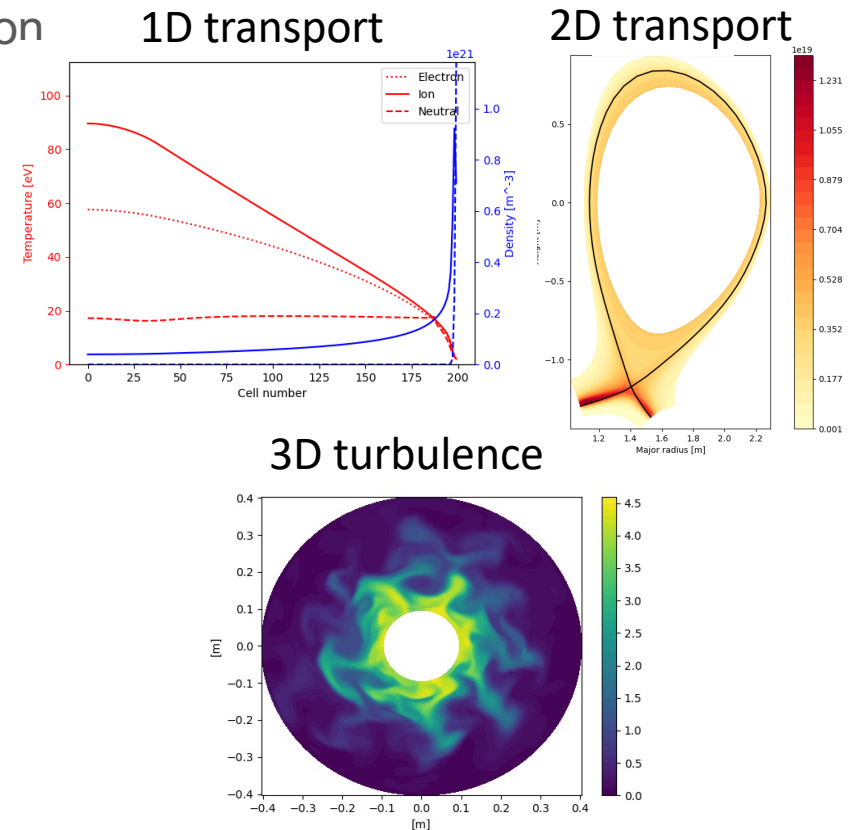 on
1D transport
2D transport
1e21
Electron
Ion
Neutral
100
80
60
40
20
0
Temperature [eV]
1.0
0.8
0.6
0.4
0.2
0.0
Density [m^-3]
0 25 50 75 100 125 150 175 200
Cell number
1e19
0.5
0.0
−0.5
−1.0
1.2 1.4 1.6 1.8 2.0 2.2
Major radius [m]
1.231
1.055
0.879
0.704
0.528
0.352
0.177
0.001
3D turbulence
0.4
0.3
0.2
0.1
0.0
−0.1
−0.2
−0.3
−0.4
[m]
−0.4 −0.3 −0.2 −0.1 0.0 0.1 0.2 0.3 0.4
[m]
4.5
4.0
3.5
3.0
2.5
2.0
1.5
1.0
0.5
0.0